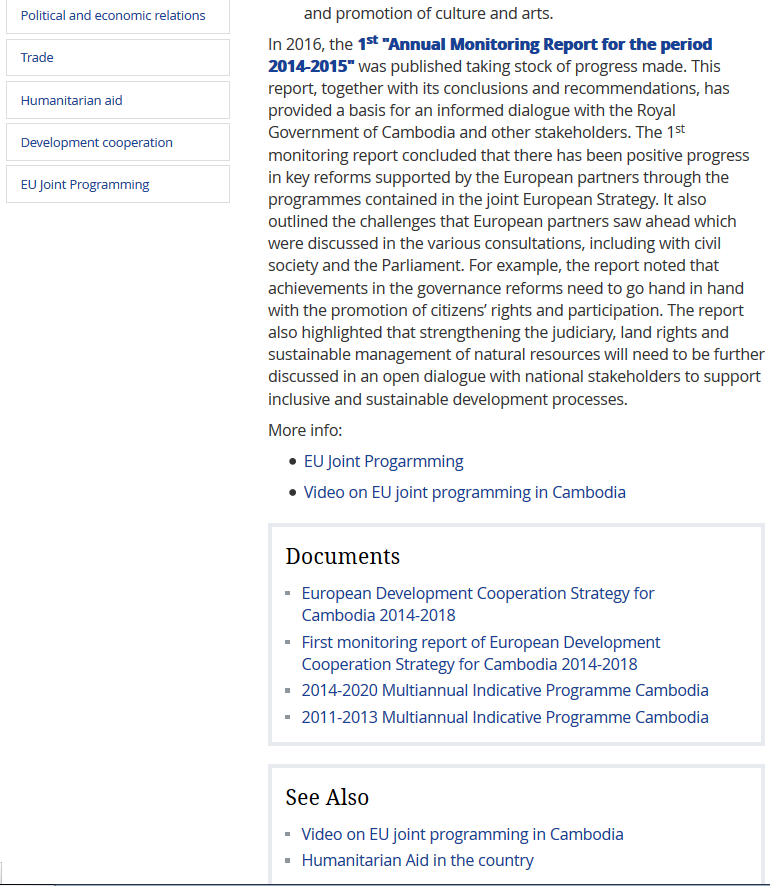 Political and economic relations
Trade
Humanitarian aid
Development cooperation
EU Joint Programming
and promotion of culture and arts.
In 2016, the 1st "Annual Monitoring Report for the period
2014-2015" was published taking stock of progress made. This
report, together with its conclusions and recommendations, has
provided a basis for an informed dialogue with the Royal
Government of Cambodia and other stakeholders. The 1st
monitoring report concluded that there has been positive progress
in key reforms supported by the European partners through the
programmes contained in the joint European Strategy. It also
outlined the challenges that European partners saw ahead which
were discussed in the various consultations, including with civil
society and the Parliament. For example, the report noted that
achievements in the governance reforms need to go hand in hand
with the promotion of citizens’ rights and participation. The report
also highlighted that strengthening the judiciary, land rights and
sustainable management of natural resources will need to be further
discussed in an open dialogue with national stakeholders to support
inclusive and sustainable development processes.
More info:
EU Joint Progarmming
Video on EU joint programming in Cambodia
Documents
European Development Cooperation Strategy for
Cambodia 2014-2018
First monitoring report of European Development
Cooperation Strategy for Cambodia 2014-2018
2014-2020 Multiannual Indicative Programme Cambodia
2011-2013 Multiannual Indicative Programme Cambodia
See Also
Video on EU joint programming in Cambodia
Humanitarian Aid in the country